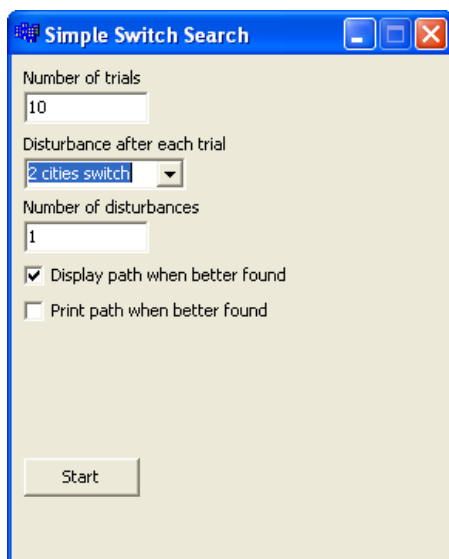 Simple Switch Search
Number of trials
10
Disturbance after each trial
2 cities switch
Number of disturbances
1
Display path when better found
Print path when better found
Start